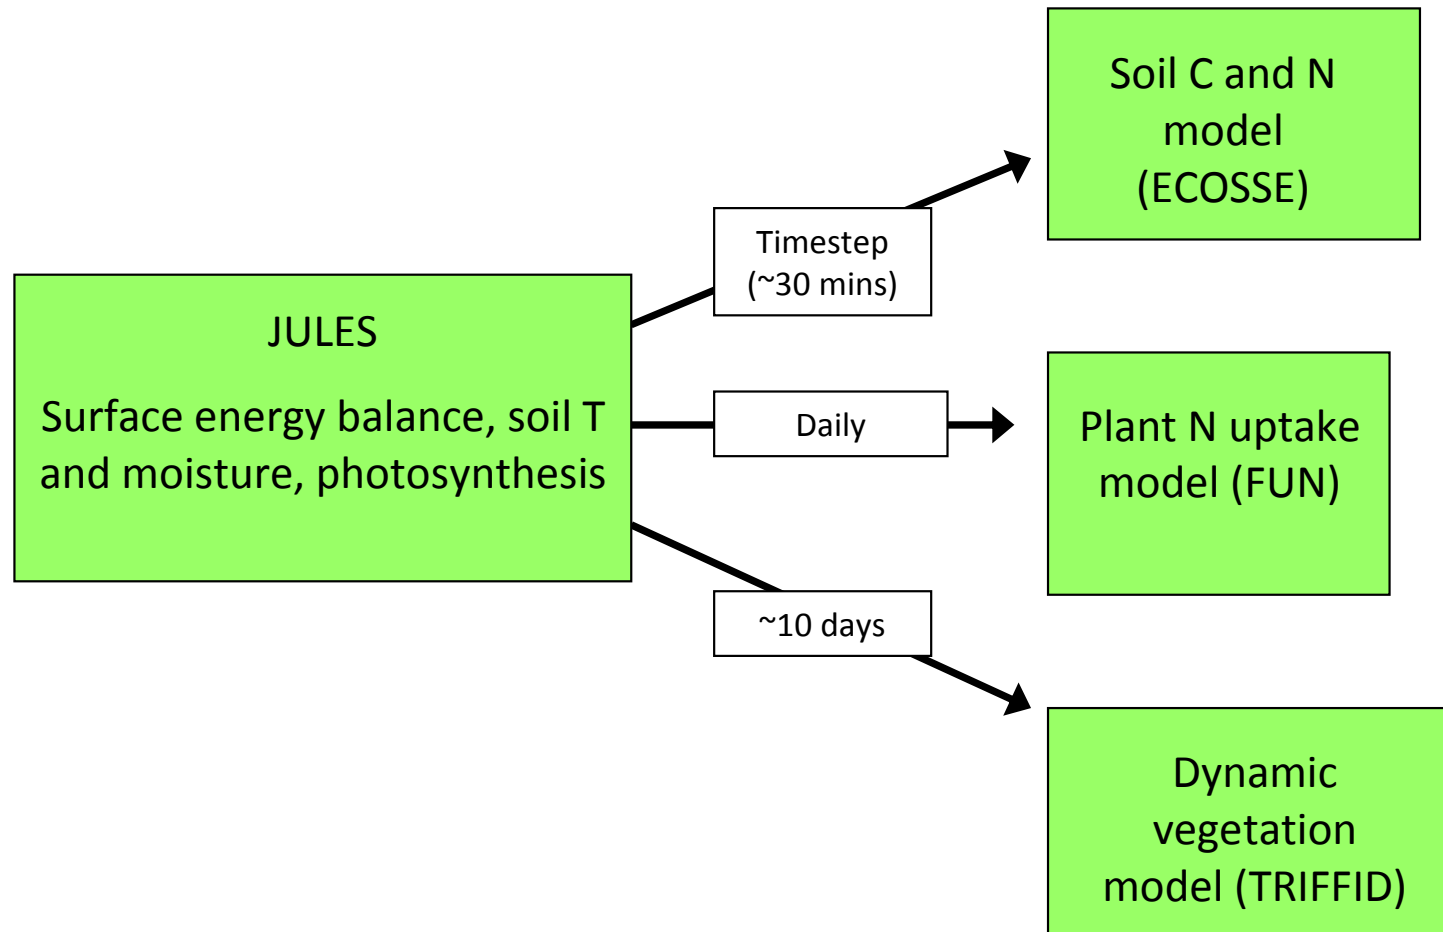 JULES
Surface energy balance, soil T
and moisture, photosynthesis
Timestep
(~30 mins)
Daily
~10 days
Soil C and N
model
(ECOSSE)
Plant N uptake
model (FUN)
Dynamic
vegetation
model (TRIFFID)